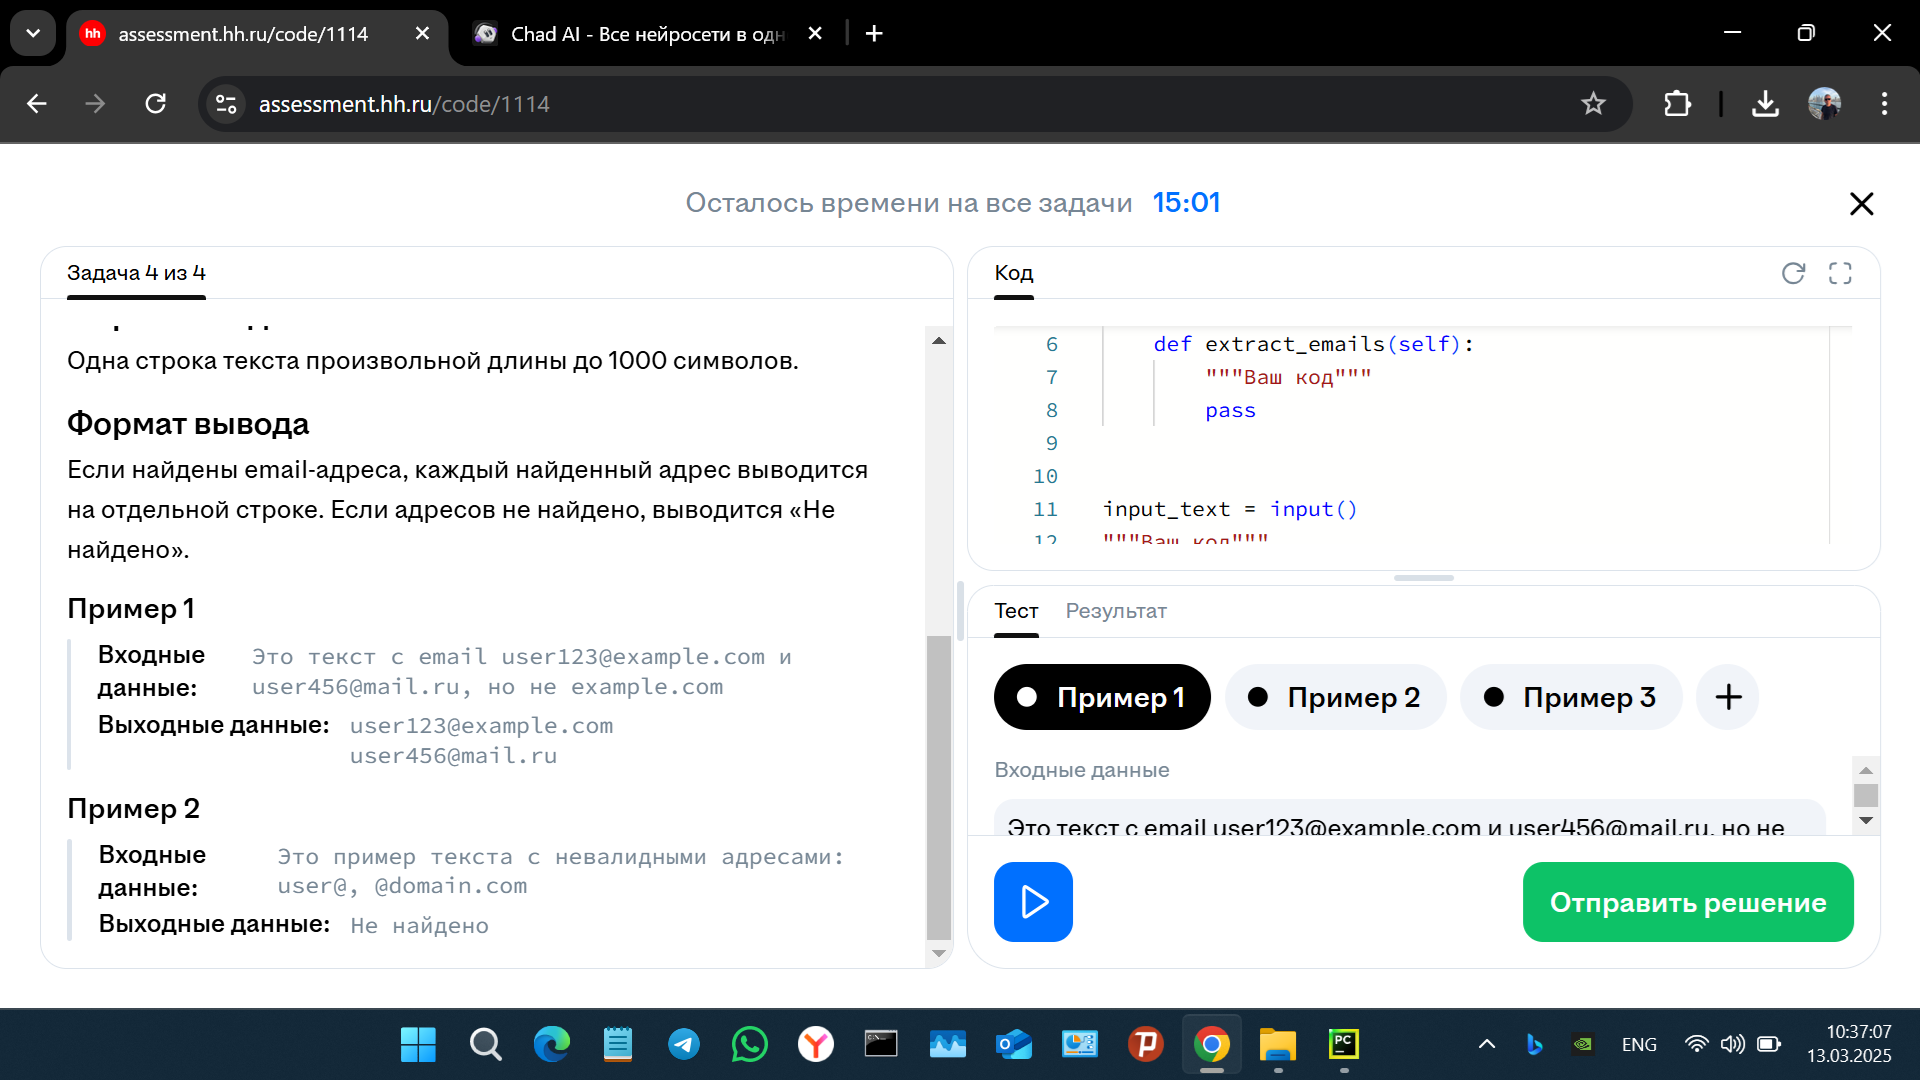 hh assessment.hh.ru/code/1114
Chad AI - Все нейросети в одн
assessment.hh.ru/code/1114
Осталось времени на все задачи 15:01
Задача 4 из 4
Одна строка текста произвольной длины до 1000 символов.
Формат вывода
Если найдены email-адреса, каждый найденный адрес выводится
на отдельной строке. Если адресов не найдено, выводится «Не
найдено».
Пример 1
Входные
данные:
Это текст с email user123@example.com и
user456@mail.ru, но не example.com
Выходные данные:
user123@example.com
user456@mail.ru
Пример 2
Входные
данные:
Это пример текста с невалидными адресами:
user@, @domain.com
Выходные данные:
Не найдено
Код
6 def extract_emails(self):
7 """Ваш код"""
8 pass
9
10
11 input_text = input()
12 """Ваш код"""
Тест Результат
Пример 1 Пример 2 Пример 3
Входные данные
Это текст с email user123@example.com и user456@mail.ru, но не
Отправить решение
PC
ENG
10:37:07
13.03.2025